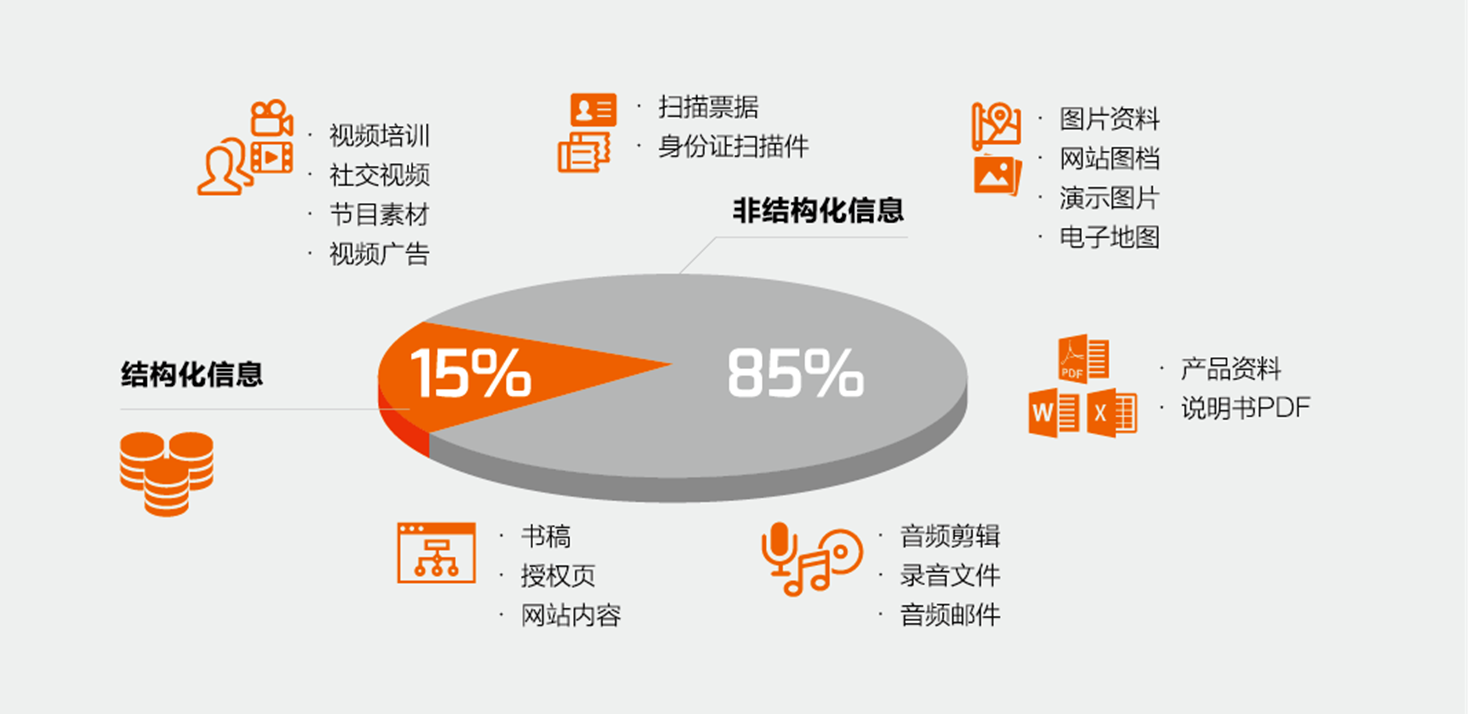 · 视频培训
· 社交视频
· 节目素材
· 视频广告
· 扫描票据
· 身份证扫描件
· 图片资料
· 网站图档
· 演示图片
· 电子地图
非结构化信息
结构化信息
15%
85%
PDF
W
X
· 产品资料
· 说明书PDF
· 书稿
· 授权页
· 网站内容
· 音频剪辑
· 录音文件
· 音频邮件